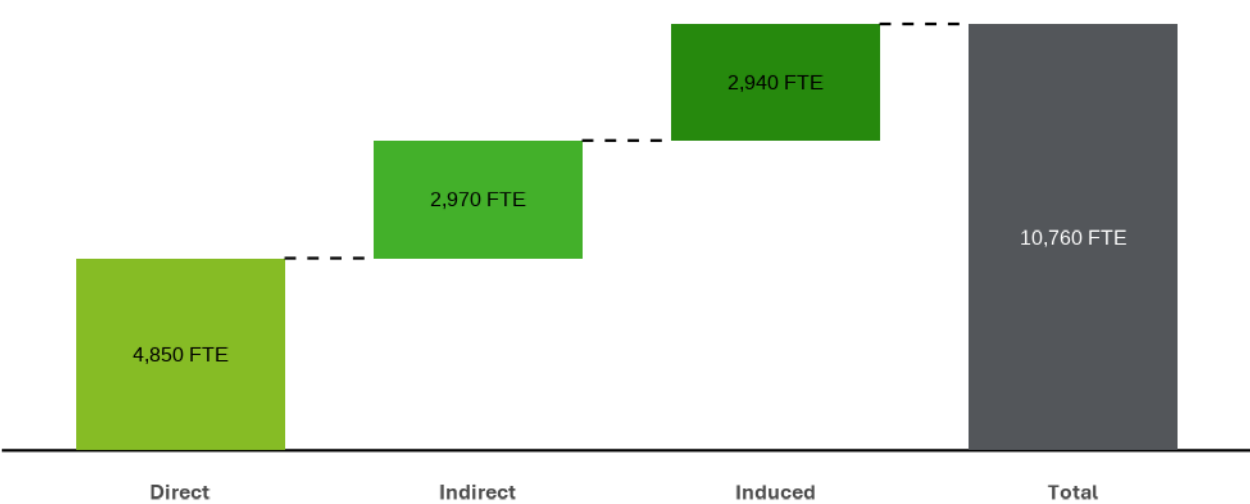 2,940 FTE
2,970 FTE
10,760 FTE
4,850 FTE
Direct
Indirect
Induced
Total